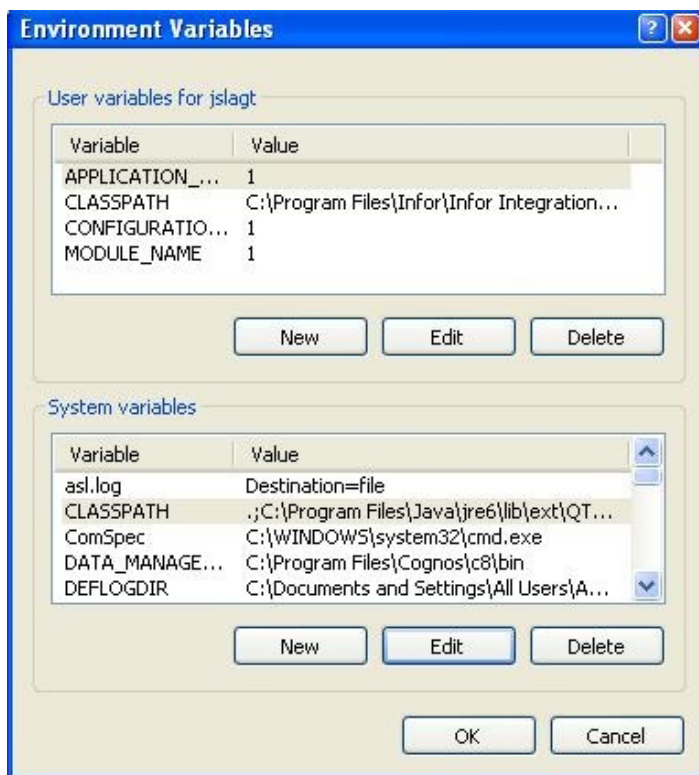 Environment Variables
User variables for jslagt
Variable Value
APPLICATION_... 1
CLASSPATH C:\Program Files\Infor\Infor Integration...
CONFIGURATIO... 1
MODULE_NAME 1
New Edit Delete
System variables
Variable Value
asl.log Destination=file
CLASSPATH .;C:\Program Files\Java\jre6\lib\ext\QT...
ComSpec C:\WINDOWS\system32\cmd.exe
DATA_MANAGE... C:\Program Files\Cognos\c8\bin
DEFLOGDIR C:\Documents and Settings\All Users\A...
New Edit Delete
OK Cancel